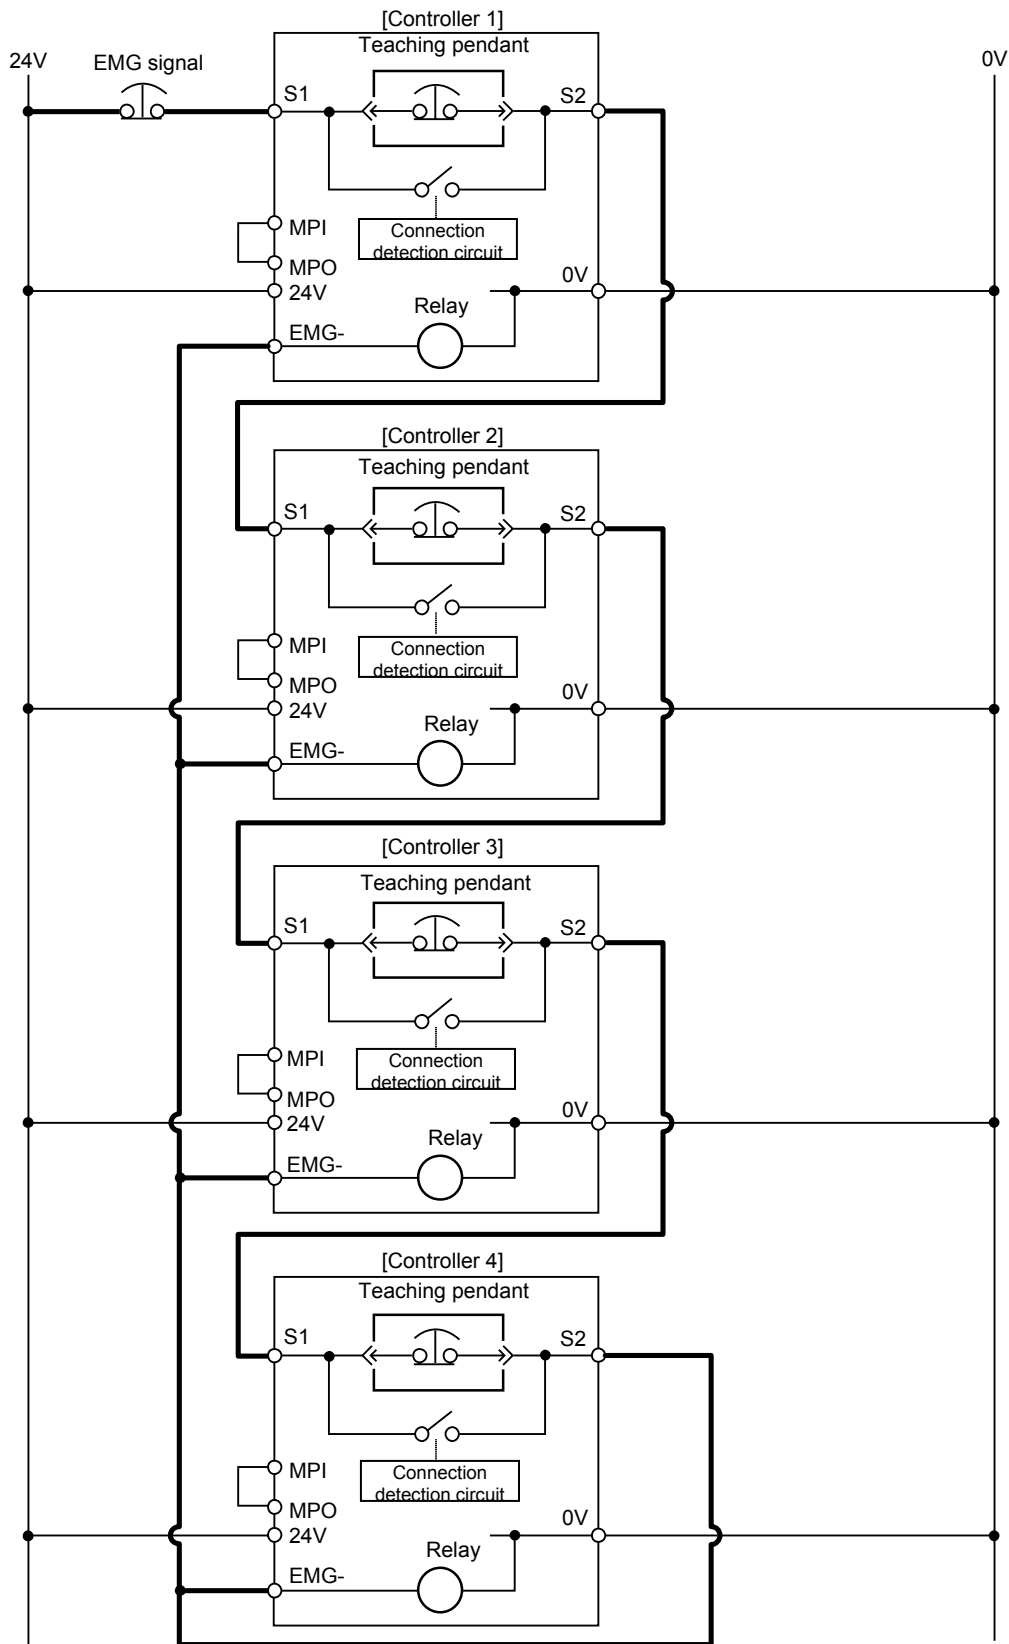 [Controller 1]
24V
EMG signal
Teaching pendant
0V
S1
S2
MPI
Connection
detection circuit
MPO
24V
0V
Relay
EMG-
[Controller 2]
Teaching pendant
S1
S2
MPI
Connection
detection circuit
MPO
24V
0V
Relay
EMG-
[Controller 3]
Teaching pendant
S1
S2
MPI
Connection
detection circuit
MPO
24V
0V
Relay
EMG-
[Controller 4]
Teaching pendant
S1
S2
MPI
Connection
detection circuit
MPO
24V
0V
Relay
EMG-